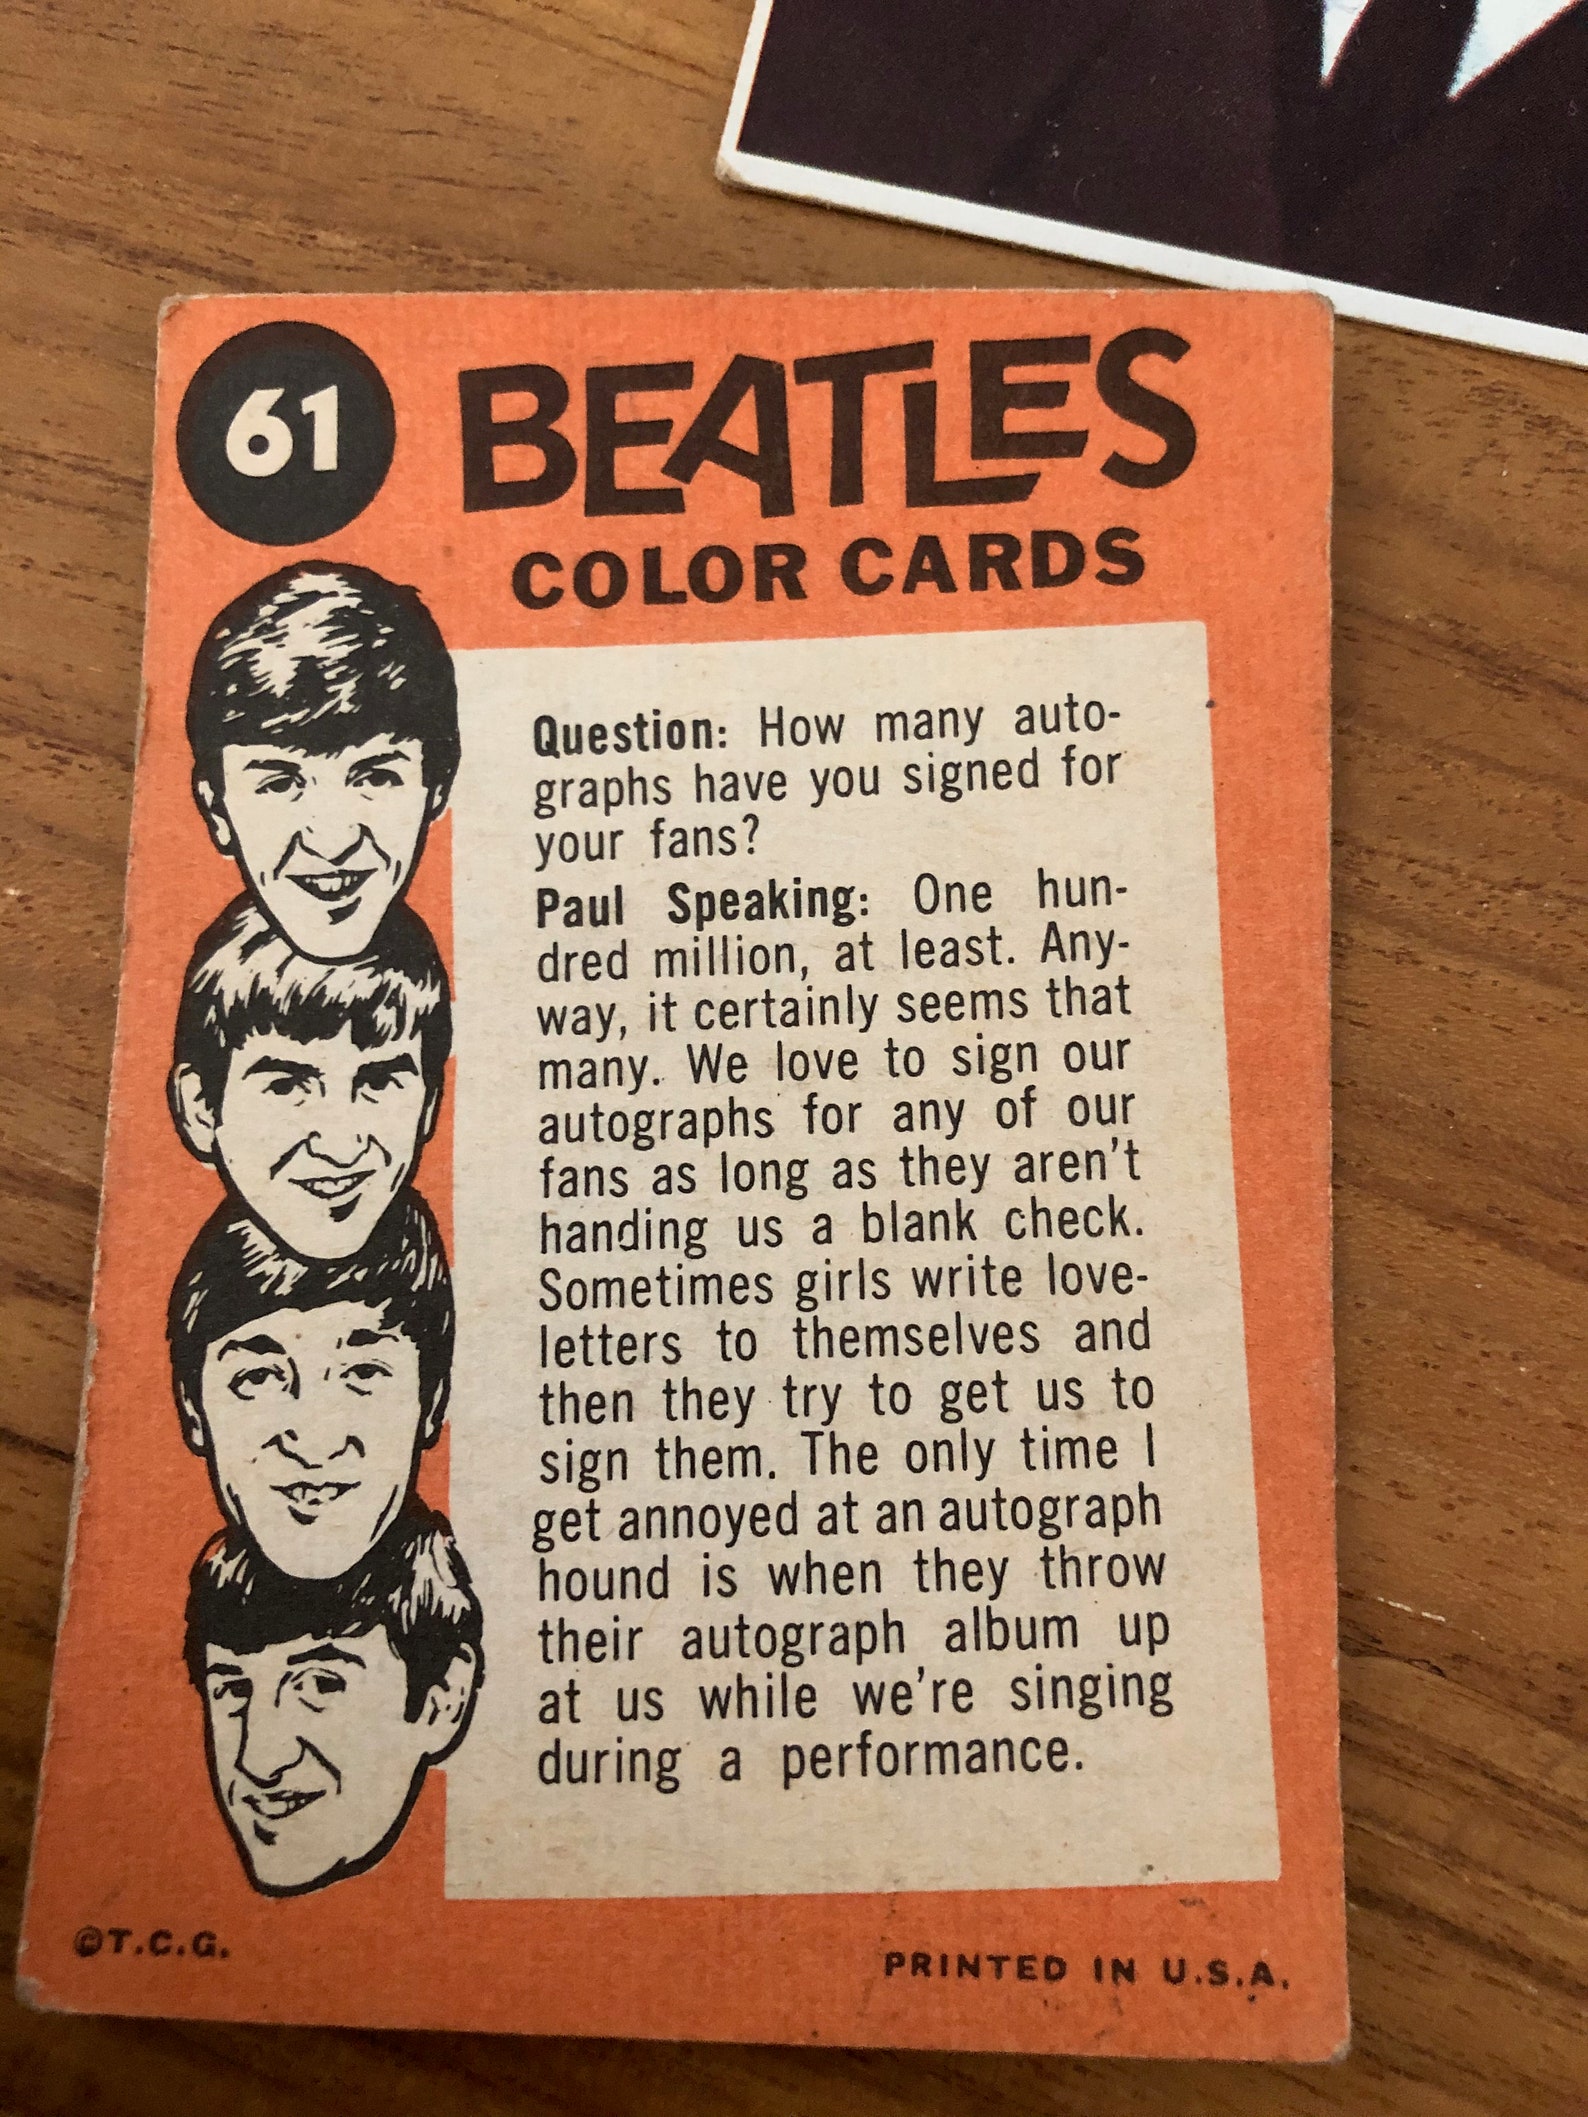 61
BEATLES
COLOR CARDS
Question: How many auto-
graphs have you signed for
your fans?
Paul Speaking: One hun-
dred million, at least. Any-
way, it certainly seems that
many. We love to sign our
autographs for any of our
fans as long as they aren't
handing us a blank check.
Sometimes girls write love-
letters to themselves and
then they try to get us to
sign them. The only time I
get annoyed at an autograph
hound is when they throw
their autograph album up
at us while we're singing
during a performance.
©T.C.G.
PRINTED IN U.S.A.